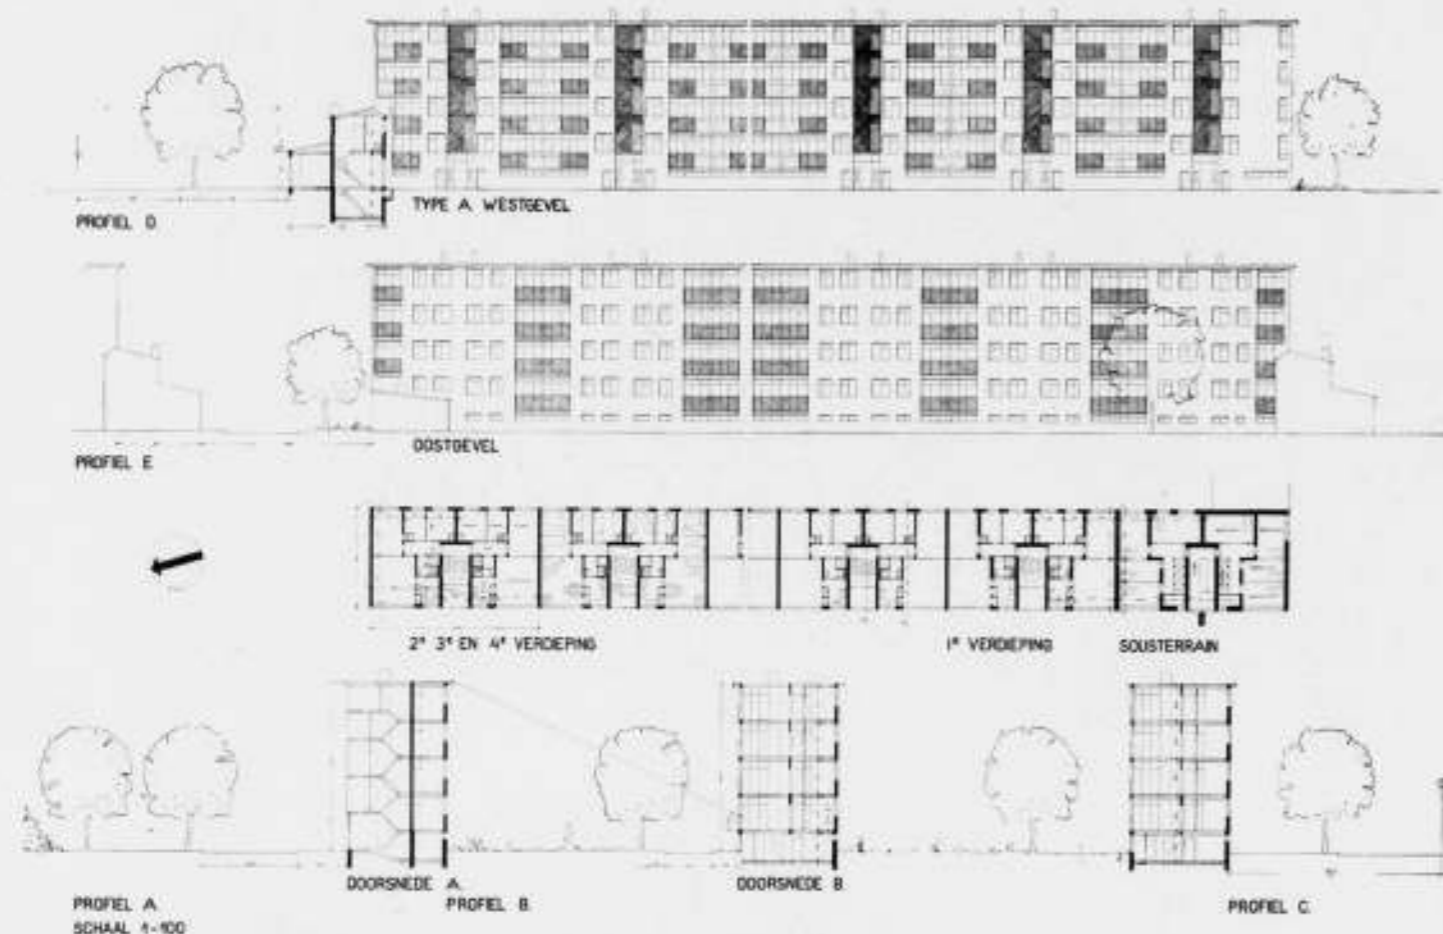 PROFIEL D.
TYPE A. WESTGEVEL
PROFIEL E.
OOSTGEVEL
2e 3e EN 4e VERDIEPING
1e VERDIEPING
SOUSTERRAIN
DOORSNEDE A.
DOORSNEDE B.
PROFIEL A.
PROFIEL B.
PROFIEL C.
SCHAAL 1-100